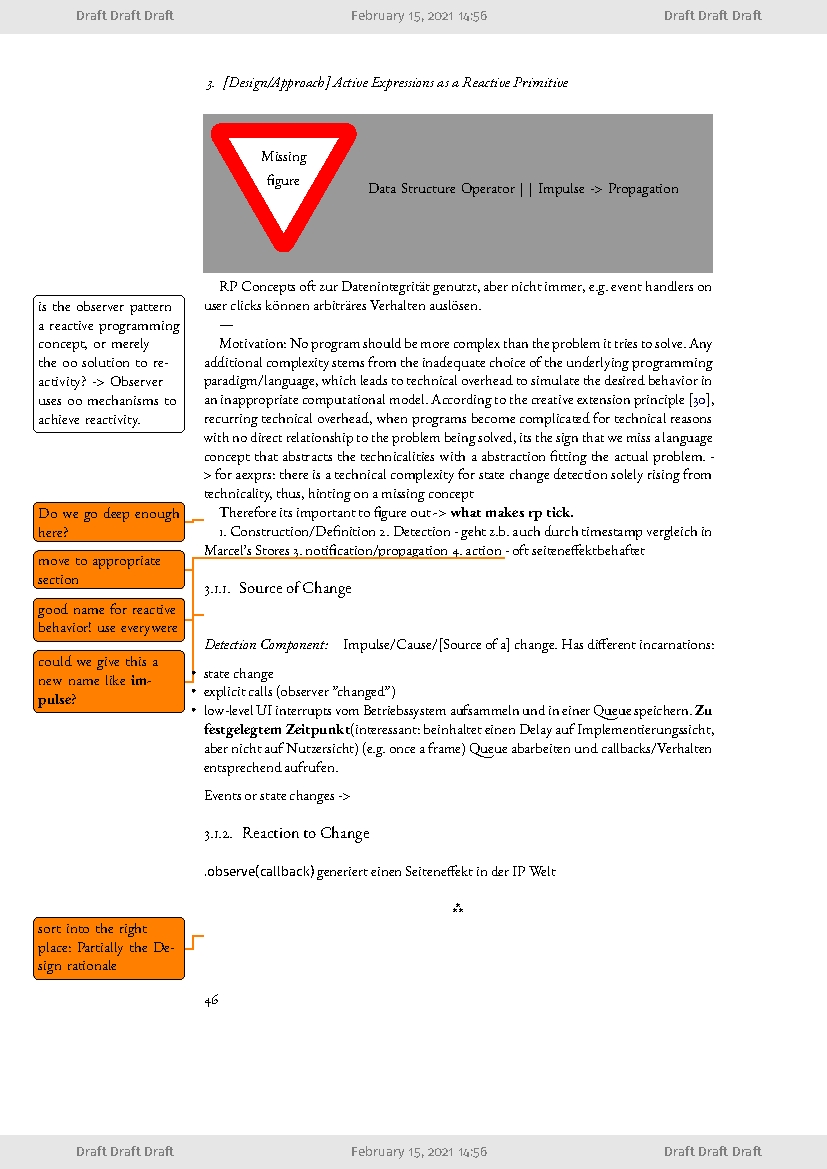 Draft Draft Draft February 15, 2021 14:56 Draft Draft Draft
3. [Design/Approach] Active Expressions as a Reactive Primitive
Missing
figure
Data Structure Operator || Impulse -> Propagation
RP Concepts oft zur Datenintegrität genutzt, aber nicht immer, e.g. event handlers on
user clicks können arbiträres Verhalten auslösen.
—
Motivation: No program should be more complex than the problem it tries to solve. Any
additional complexity stems from the inadequate choice of the underlying programming
paradigm/language, which leads to technical overhead to simulate the desired behavior in
an inappropriate computational model. According to the creative extension principle [30],
recurring technical overhead, when programs become complicated for technical reasons
with no direct relationship to the problem being solved, its the sign that we miss a language
concept that abstracts the technicalities with a abstraction fitting the actual problem. -
> for aexprs: there is a technical complexity for state change detection solely rising from
technicality, thus, hinting on a missing concept
Therefore its important to figure out -> what makes rp tick.
1. Construction/Definition 2. Detection - geht z.b. auch durch timestamp vergleich in
Marcel's Stores 3. notification/propagation 4. action - oft seiteneffektbehaftet
is the observer pattern
a reactive programming
concept, or merely
the oo solution to re-
activity? -> Observer
uses oo mechanisms to
achieve reactivity.
Do we go deep enough
here?
move to appropriate
section
good name for reactive
behavior! use everywere
could we give this a
new name like im-
pulse?
3.1.1. Source of Change
Detection Component: Impulse/Cause/[Source of a] change. Has different incarnations:
• state change
• explicit calls (observer ”changed”)
• low-level UI interrupts vom Betriebssystem aufsammeln und in einer Queue speichern. Zu
festgelegtem Zeitpunkt(interessant: beinhaltet einen Delay auf Implementierungssicht,
aber nicht auf Nutzersicht) (e.g. once a frame) Queue abarbeiten und callbacks/Verhalten
entsprechend aufrufen.
Events or state changes ->
3.1.2. Reaction to Change
.observe(callback) generiert einen Seiteneffekt in der IP Welt
⁂
sort into the right
place: Partially the De-
sign rationale
46
Draft Draft Draft February 15, 2021 14:56 Draft Draft Draft